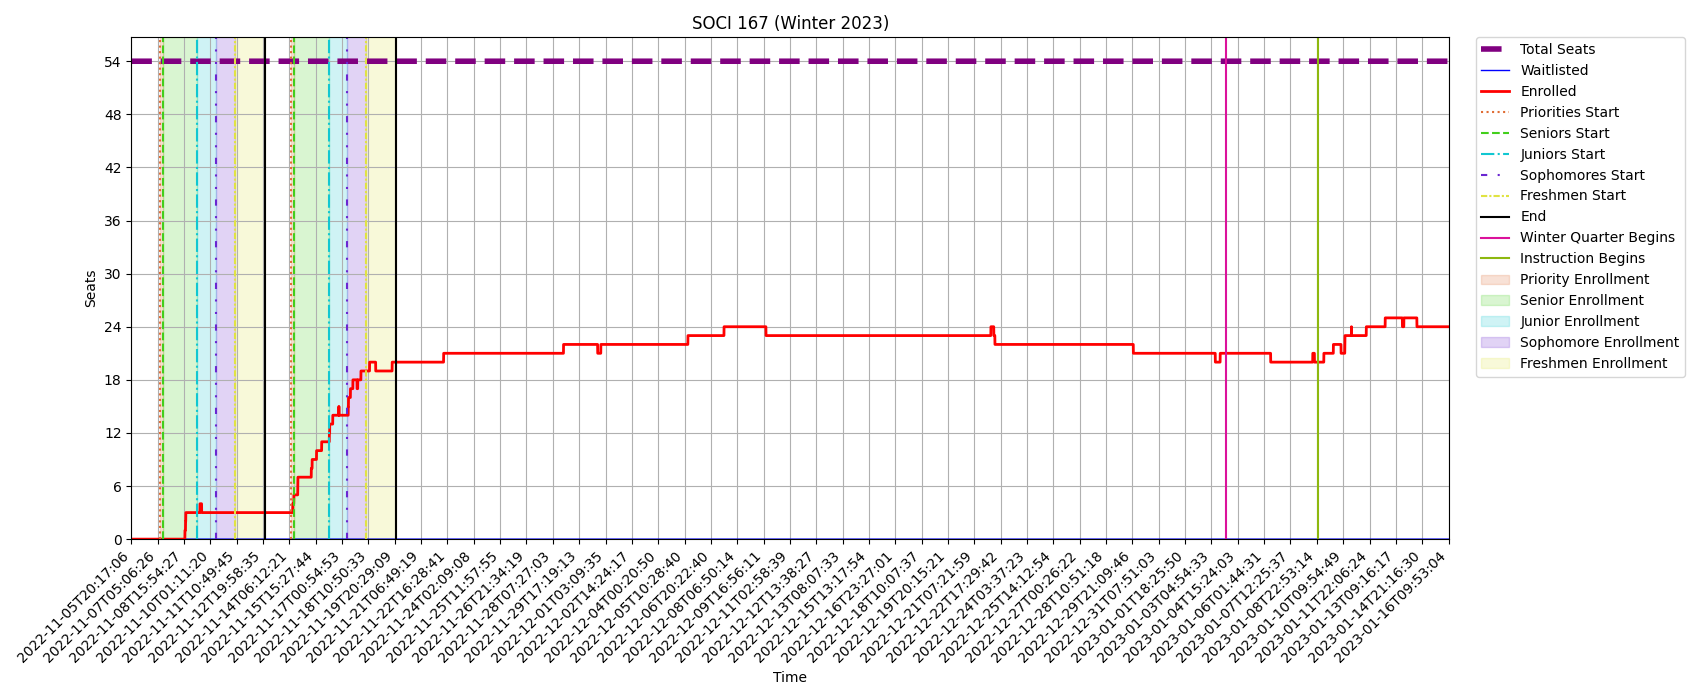 SOCI 167 (Winter 2023)
Seats
54
48
42
36
30
24
18
12
6
0
2022-11-05T20:17:06
2022-11-07T05:06:26
2022-11-08T15:54:27
2022-11-10T01:11:20
2022-11-11T10:49:45
2022-11-12T19:58:35
2022-11-14T06:12:21
2022-11-15T15:27:44
2022-11-17T00:54:53
2022-11-18T10:50:33
2022-11-19T20:29:09
2022-11-21T06:49:19
2022-11-22T16:28:41
2022-11-24T02:09:08
2022-11-25T11:57:55
2022-11-26T21:34:19
2022-11-28T07:27:03
2022-11-29T17:19:13
2022-12-01T03:09:35
2022-12-02T14:24:17
2022-12-04T00:20:50
2022-12-05T10:28:40
2022-12-06T20:22:40
2022-12-08T06:50:14
2022-12-09T16:56:11
2022-12-11T02:58:39
2022-12-12T13:38:27
2022-12-13T08:07:33
2022-12-15T13:17:54
2022-12-16T23:27:01
2022-12-18T10:07:37
2022-12-19T20:15:21
2022-12-21T07:21:59
2022-12-22T17:29:42
2022-12-24T03:37:23
2022-12-25T14:12:54
2022-12-27T00:26:22
2022-12-28T10:51:18
2022-12-29T21:09:46
2022-12-31T07:51:03
2023-01-01T18:25:50
2023-01-03T04:54:33
2023-01-04T15:24:03
2023-01-06T01:44:31
2023-01-07T12:25:37
2023-01-08T22:53:14
2023-01-10T09:54:49
2023-01-11T22:06:24
2023-01-13T09:16:17
2023-01-14T21:16:30
2023-01-16T09:53:04
Time
Total Seats
Waitlisted
Enrolled
Priorities Start
Seniors Start
Juniors Start
Sophomores Start
Freshmen Start
End
Winter Quarter Begins
Instruction Begins
Priority Enrollment
Senior Enrollment
Junior Enrollment
Sophomore Enrollment
Freshmen Enrollment